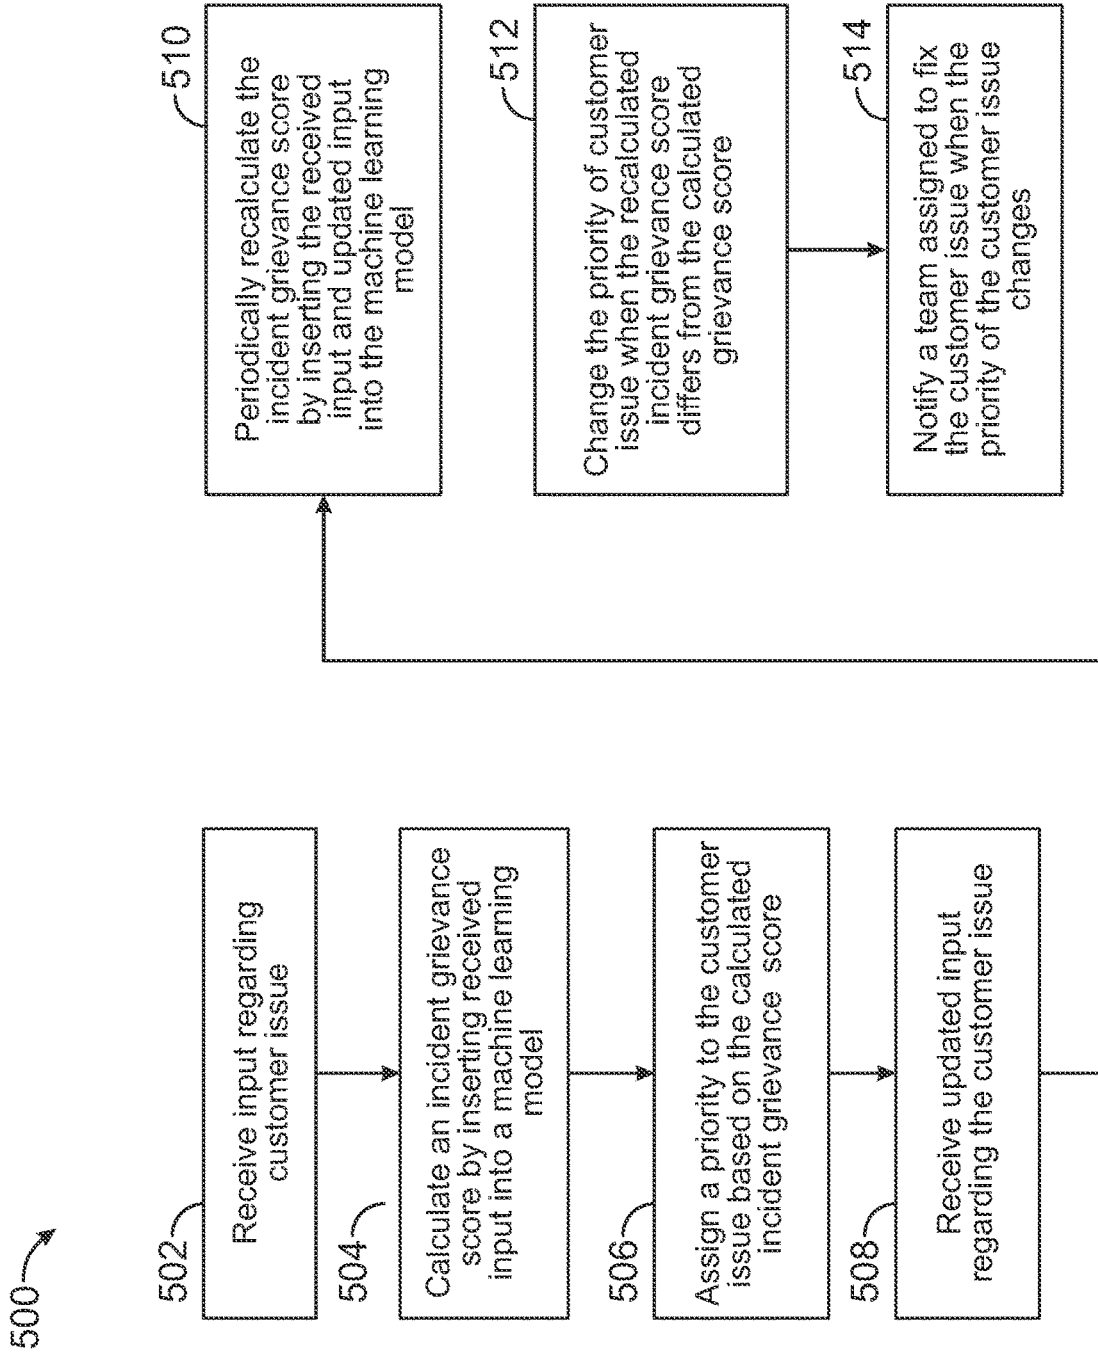 500
502
Receive input regarding
customer issue
504
Calculate an incident grievance
score by inserting received
input into a machine learning
model
506
Assign a priority to the customer
issue based on the calculated
incident grievance score
508
Receive updated input
regarding the customer issue
510
Periodically recalculate the
incident grievance score
by inserting the received
input and updated input
into the machine learning
model
512
Change the priority of customer
issue when the recalculated
incident grievance score
differs from the calculated
grievance score
514
Notify a team assigned to fix
the customer issue when the
priority of the customer issue
changes